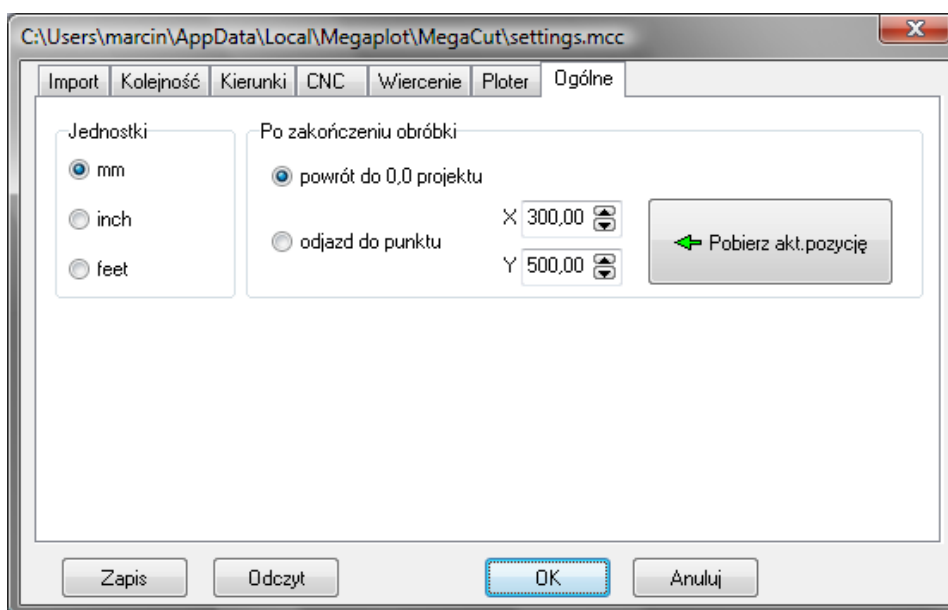 C:\Users\marcin\AppData\Local\Megaplot\MegaCut\settings.mcc
Import Kolejność Kierunki CNC Wiercenie Ploter Ogólne
Jednostki
mm
inch
feet
Po zakończeniu obróbki
powrót do 0,0 projektu
odjazd do punktu
X 300,00
Y 500,00
Pobierz akt.pozycję
Zapis Odczyt OK Anuluj